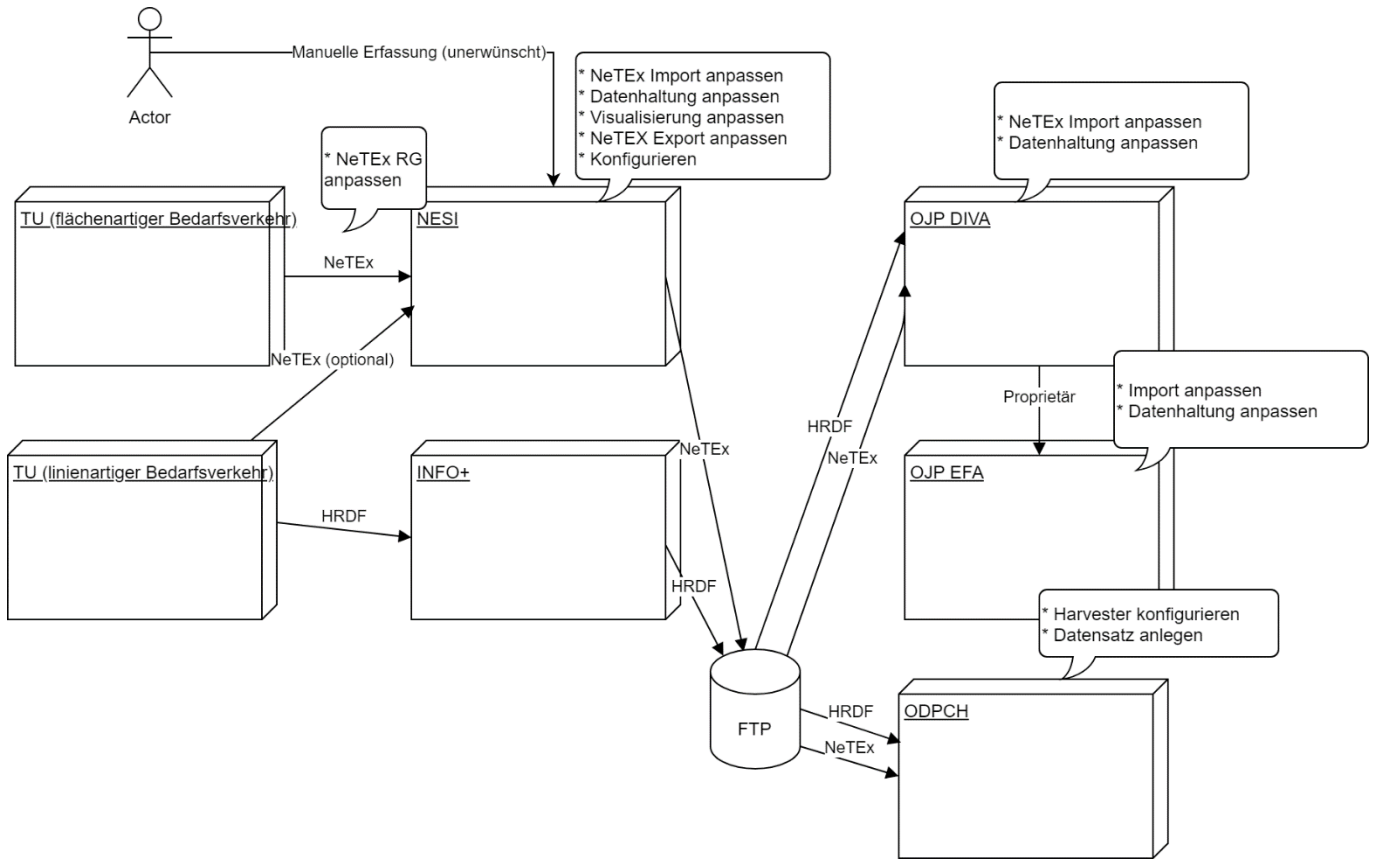 Manuelle Erfassung (unerwünscht)
Actor
* NeTEx Import anpassen
* Datenhaltung anpassen
* Visualisierung anpassen
* NeTEX Export anpassen
* Konfigurieren
* NeTEx Import anpassen
* Datenhaltung anpassen
* NeTEx RG
anpassen
TU (flächenartiger Bedarfsverkehr)
NESI
OJP DIVA
NeTEx
NeTEx (optional)
Proprietär
* Import anpassen
* Datenhaltung anpassen
HRDF
NeTEx
NeTEx
TU (linienartiger Bedarfsverkehr)
INFO+
OJP EFA
HRDF
HRDF
* Harvester konfigurieren
* Datensatz anlegen
FTP
HRDF
NeTEx
ODPCH